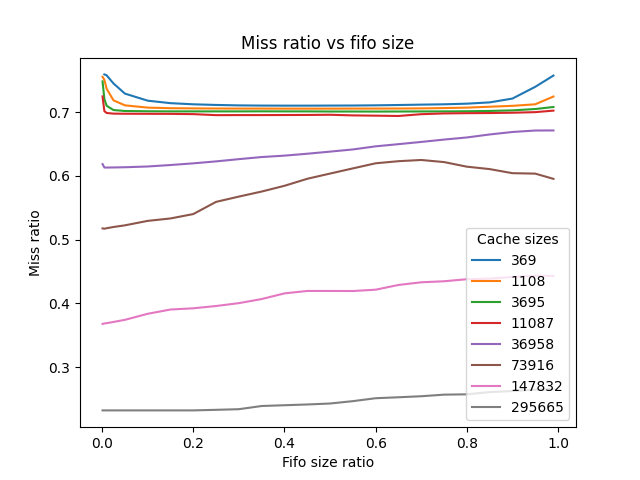 Miss ratio vs fifo size
Miss ratio
0.7
0.6
0.5
0.4
0.3
Cache sizes
369
1108
3695
11087
36958
73916
147832
295665
0.0 0.2 0.4 0.6 0.8 1.0
Fifo size ratio